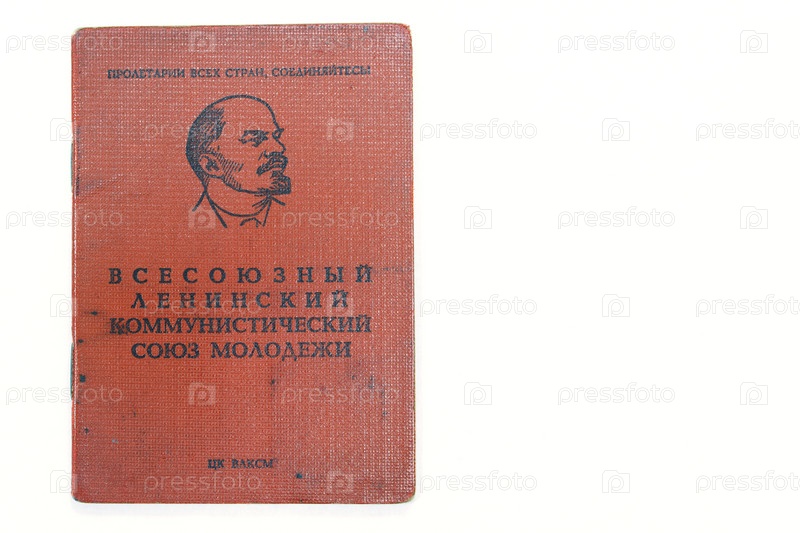 ПРОЛЕТАРИИ ВСЕХ СТРАН, СОЕДИНЯЙТЕСЬ!
ВСЕСОЮЗНЫЙ
ЛЕНИНСКИЙ
КОММУНИСТИЧЕСКИЙ
СОЮЗ МОЛОДЕЖИ
ЦК ВЛКСМ
pressfoto